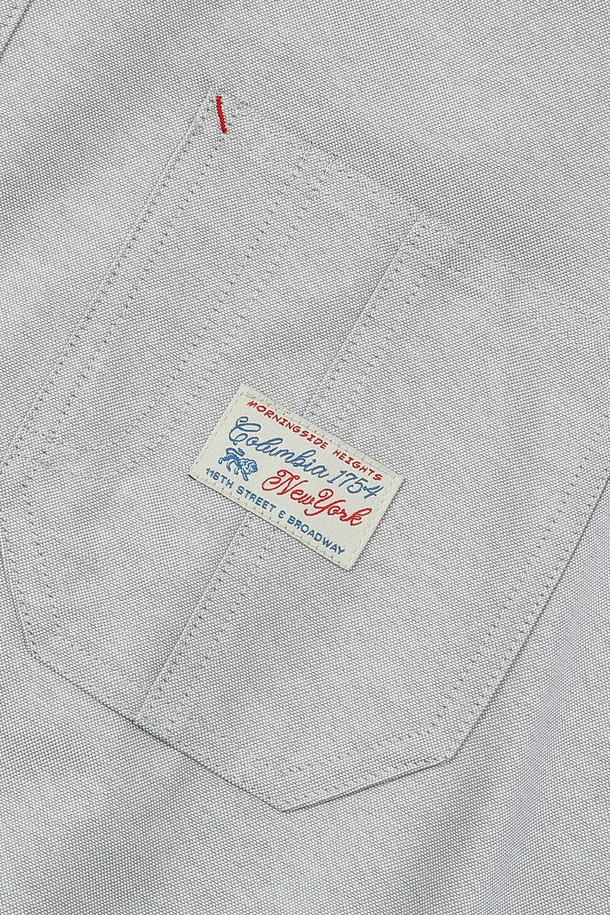 MORNINGSIDE HEIGHTS
Columbia 1754
New York
116TH STREET & BROADWAY